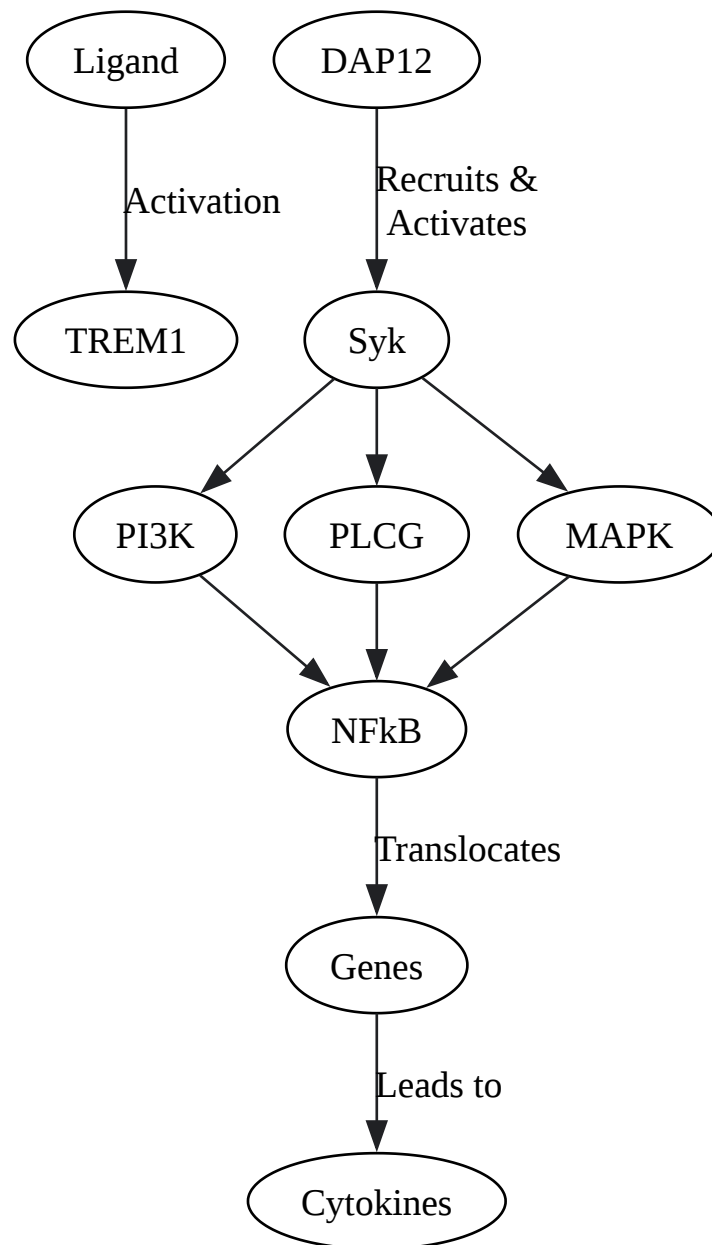 Ligand
DAP12
Activation
Recruits &
Activates
TREM1
Syk
PI3K
PLCG
MAPK
NFkB
Translocates
Genes
Leads to
Cytokines